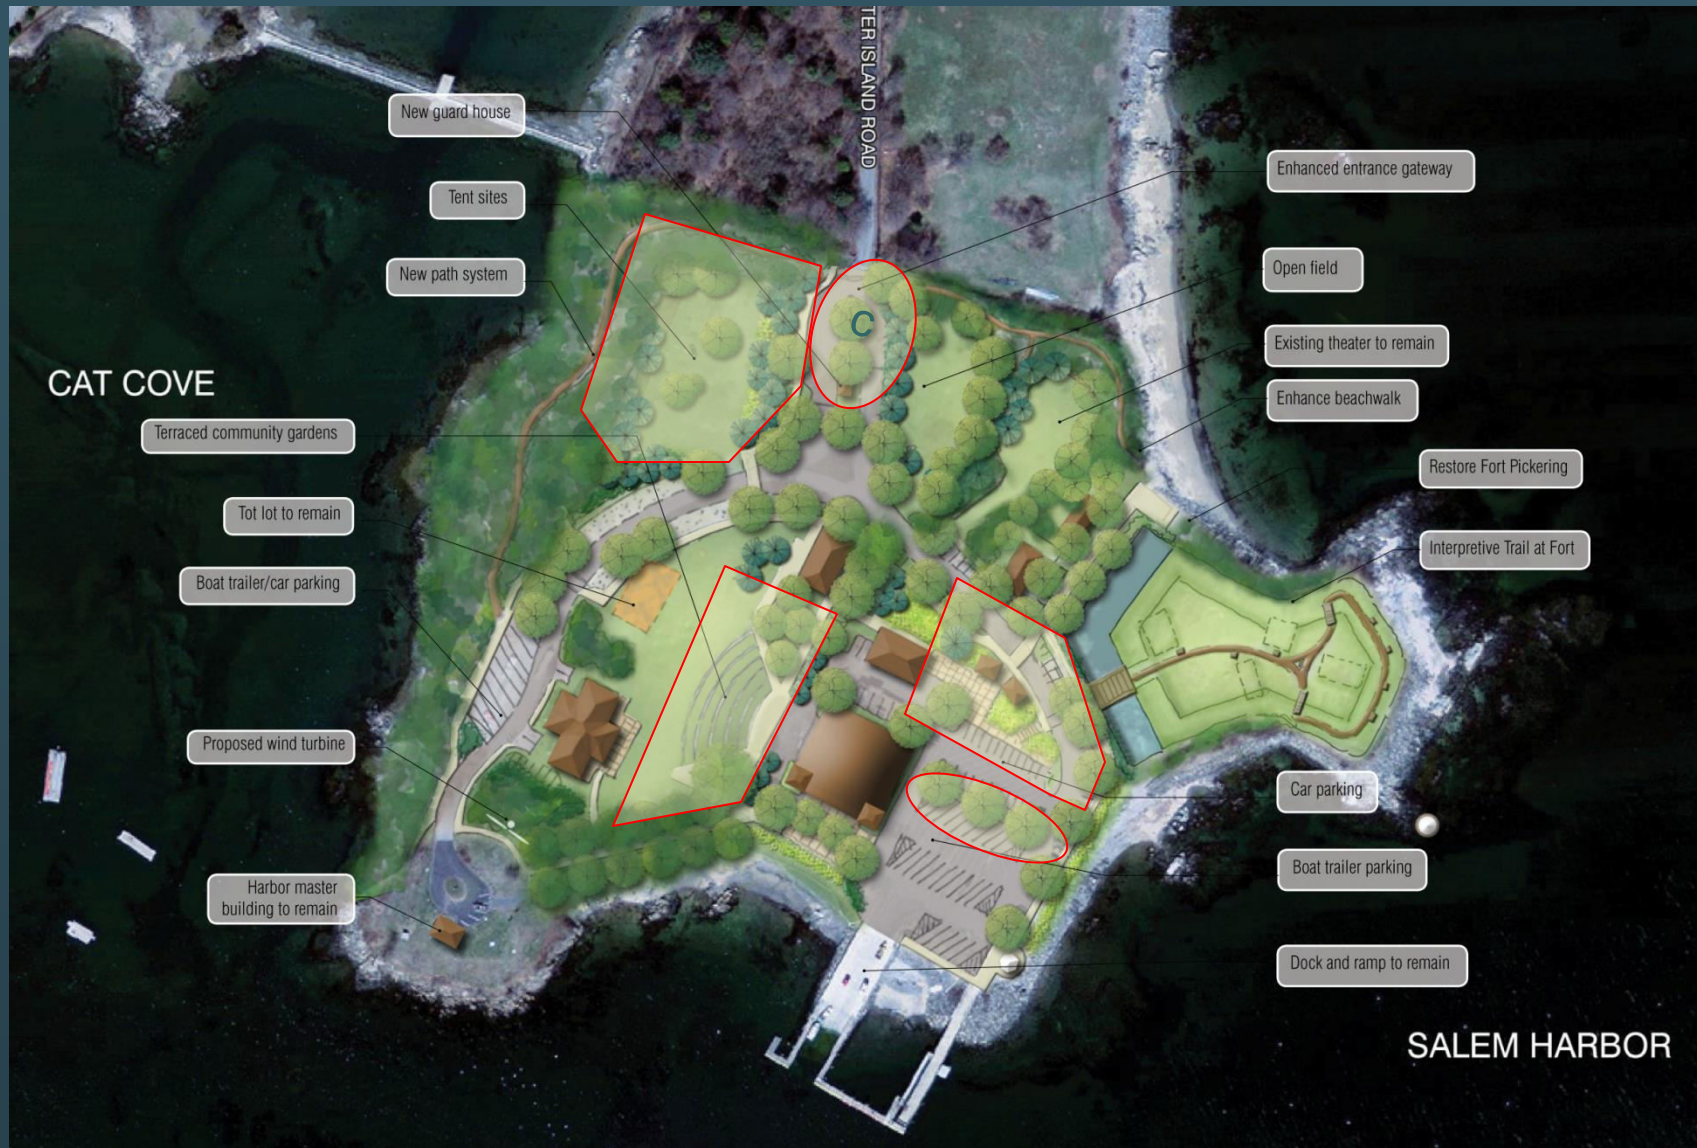 TER ISLAND ROAD
New guard house
Tent sites
New path system
CAT COVE
Terraced community gardens
Tot lot to remain
Boat trailer/car parking
Proposed wind turbine
Harbor master
building to remain
C
Enhanced entrance gateway
Open field
Existing theater to remain
Enhance beachwalk
Restore Fort Pickering
Interpretive Trail at Fort
Car parking
Boat trailer parking
Dock and ramp to remain
SALEM HARBOR